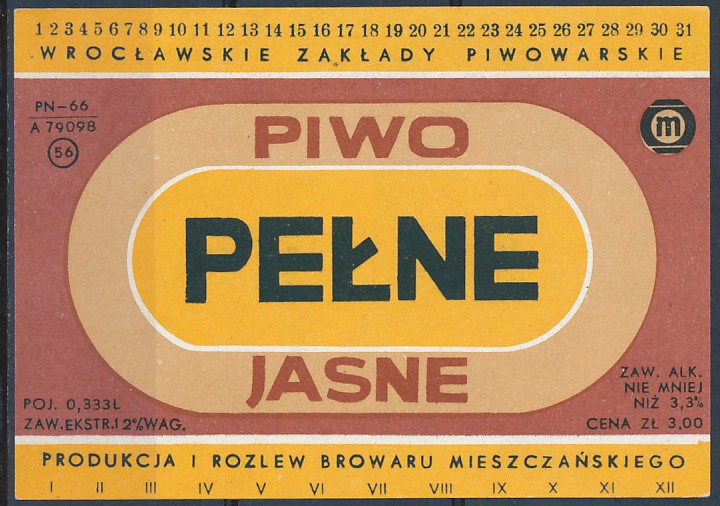 1 2 3 4 5 6 7 8 9 10 11 12 13 14 15 16 17 18 19 20 21 22 23 24 25 26 27 28 29 30 31
WROCŁAWSKIE ZAKŁADY PIWOWARSKIE
PN-66
A 79098
56
m
PIWO
PEŁNE
JASNE
POJ. 0,333L
ZAW.EKSTR.12%WAG.
ZAW. ALK.
NIE MNIEJ
NIŻ 3,3%
CENA ZŁ 3,00
PRODUKCJA I ROZLEW BROWARU MIESZCZAŃSKIEGO
I II III IV V VI VII VIII IX X XI XII